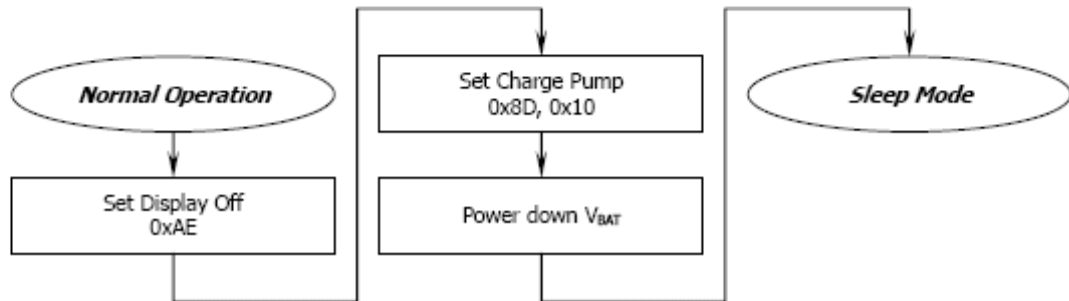 Normal Operation
Set Display Off
0xAE
Set Charge Pump
0x8D, 0x10
Power down VBAT
Sleep Mode